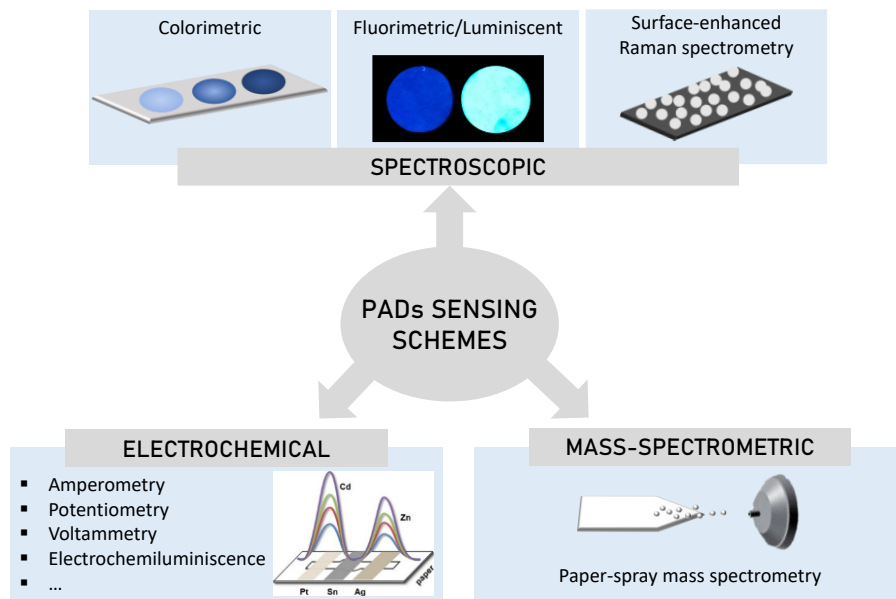 Colorimetric
Fluorimetric/Luminiscent
Surface-enhanced
Raman spectrometry
SPECTROSCOPIC
PADs SENSING
SCHEMES
ELECTROCHEMICAL
▪ Amperometry
▪ Potentiometry
▪ Voltammetry
▪ Electrochemiluminiscence
▪ ...
Cd
Zn
paper
Pt Sn Ag
MASS-SPECTROMETRIC
Paper-spray mass spectrometry